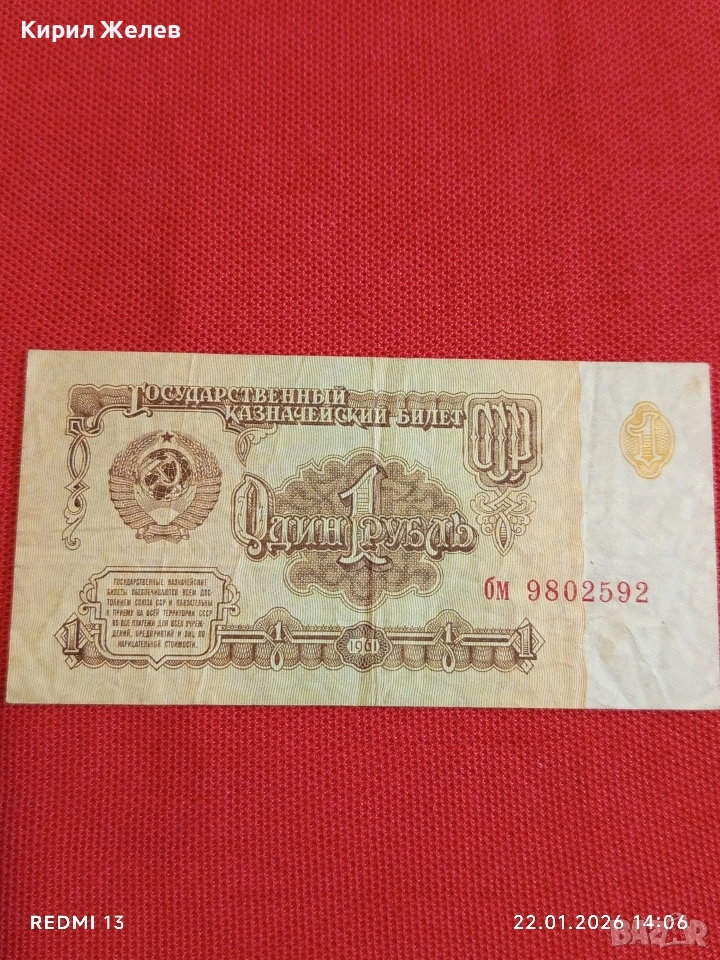 Кирил Желев
ГОСУДАРСТВЕННЫЙ
КАЗНАЧЕЙСКИЙ БИЛЕТ
СССР
1
ОДИН 1 РУБЛЬ
ГОСУДАРСТВЕННЫЕ КАЗНАЧЕЙСКИЕ
БИЛЕТЫ ОБЕСПЕЧИВАЮТСЯ ВСЕМ ДОС-
ТОЯНИЕМ СОЮЗА ССР И ОБЯЗАТЕЛЬНЫ
К ПРИЕМУ НА ВСЕЙ ТЕРРИТОРИИ СССР
ВО ВСЕ ПЛАТЕЖИ ДЛЯ ВСЕХ УЧРЕЖ-
ДЕНИЙ, ПРЕДПРИЯТИЙ И ЛИЦ ПО
НАРИЦАТЕЛЬНОЙ СТОИМОСТИ.
бм 9802592
1 1 1961 1 1
REDMI 13
22.01.2026 14:06
BAZAR